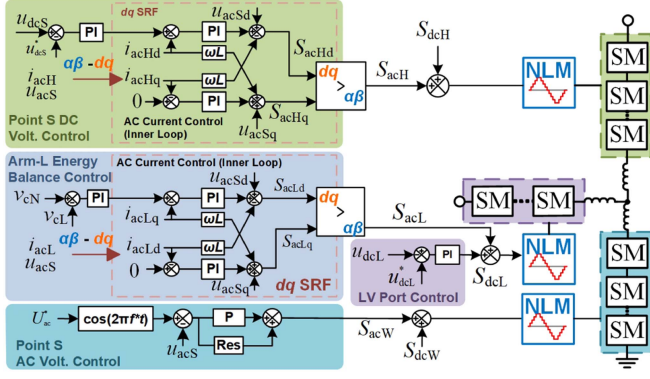 u_dcS
u*_dcS
PI
dq SRF
u_acSd
i_acHd
PI
ωL
i_acHq
ωL
0
PI
u_acSq
αβ - dq
i_acH
u_acS
Point S DC
Volt. Control
AC Current Control
(Inner Loop)
S_acHd
S_acHq
dq
>
αβ
S_acH
S_dcH
NLM
SM
SM
SM
Arm-L Energy
Balance Control
AC Current Control (Inner Loop)
v_cN
v_cL
PI
u_acSd
PI
i_acLq
ωL
i_acLd
ωL
0
PI
u_acSq
αβ - dq
i_acL
u_acS
dq SRF
S_acLd
S_acLq
dq
>
αβ
S_acL
SM
SM
u_dcL
u*_dcL
PI
S_dcL
LV Port Control
NLM
SM
SM
SM
U*_ac
cos(2πf*t)
u_acS
P
Res
Point S
AC Volt. Control
S_acW
S_dcW
NLM